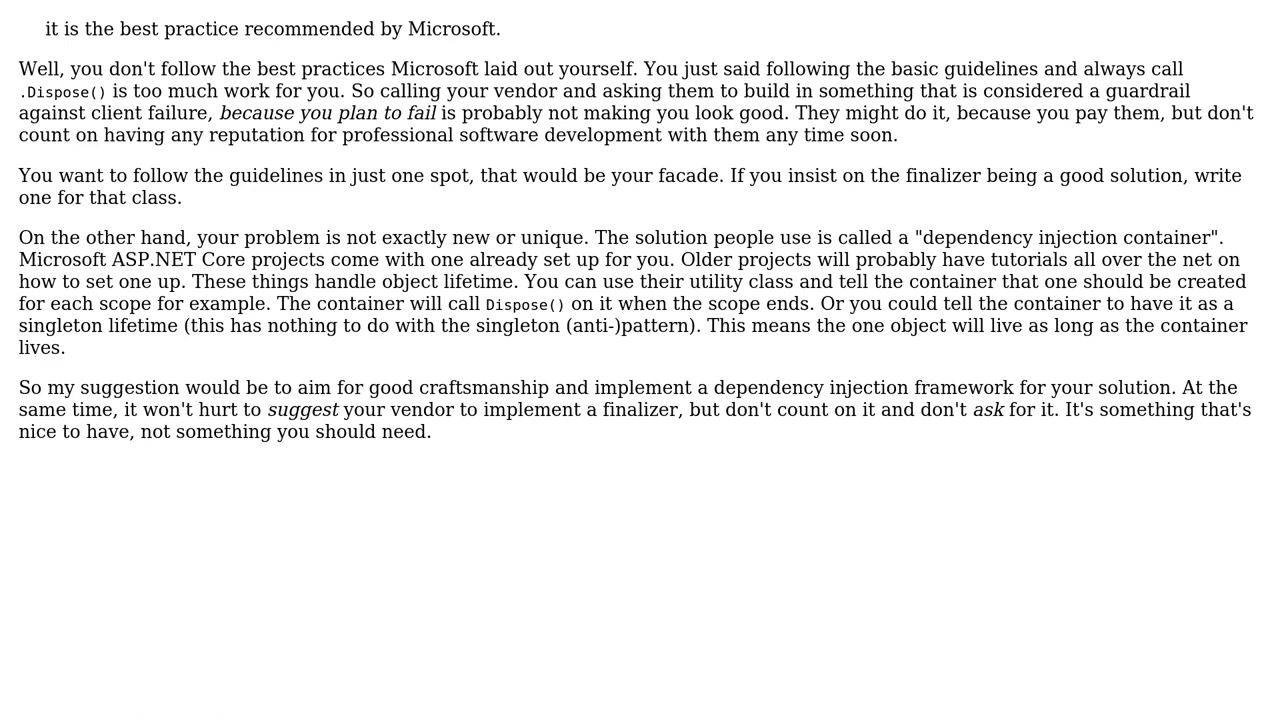 it is the best practice recommended by Microsoft.
Well, you don't follow the best practices Microsoft laid out yourself. You just said following the basic guidelines and always call
.Dispose() is too much work for you. So calling your vendor and asking them to build in something that is considered a guardrail
against client failure, because you plan to fail is probably not making you look good. They might do it, because you pay them, but don't
count on having any reputation for professional software development with them any time soon.
You want to follow the guidelines in just one spot, that would be your facade. If you insist on the finalizer being a good solution, write
one for that class.
On the other hand, your problem is not exactly new or unique. The solution people use is called a "dependency injection container".
Microsoft ASP.NET Core projects come with one already set up for you. Older projects will probably have tutorials all over the net on
how to set one up. These things handle object lifetime. You can use their utility class and tell the container that one should be created
for each scope for example. The container will call Dispose() on it when the scope ends. Or you could tell the container to have it as a
singleton lifetime (this has nothing to do with the singleton (anti-)pattern). This means the one object will live as long as the container
lives.
So my suggestion would be to aim for good craftsmanship and implement a dependency injection framework for your solution. At the
same time, it won't hurt to suggest your vendor to implement a finalizer, but don't count on it and don't ask for it. It's something that's
nice to have, not something you should need.